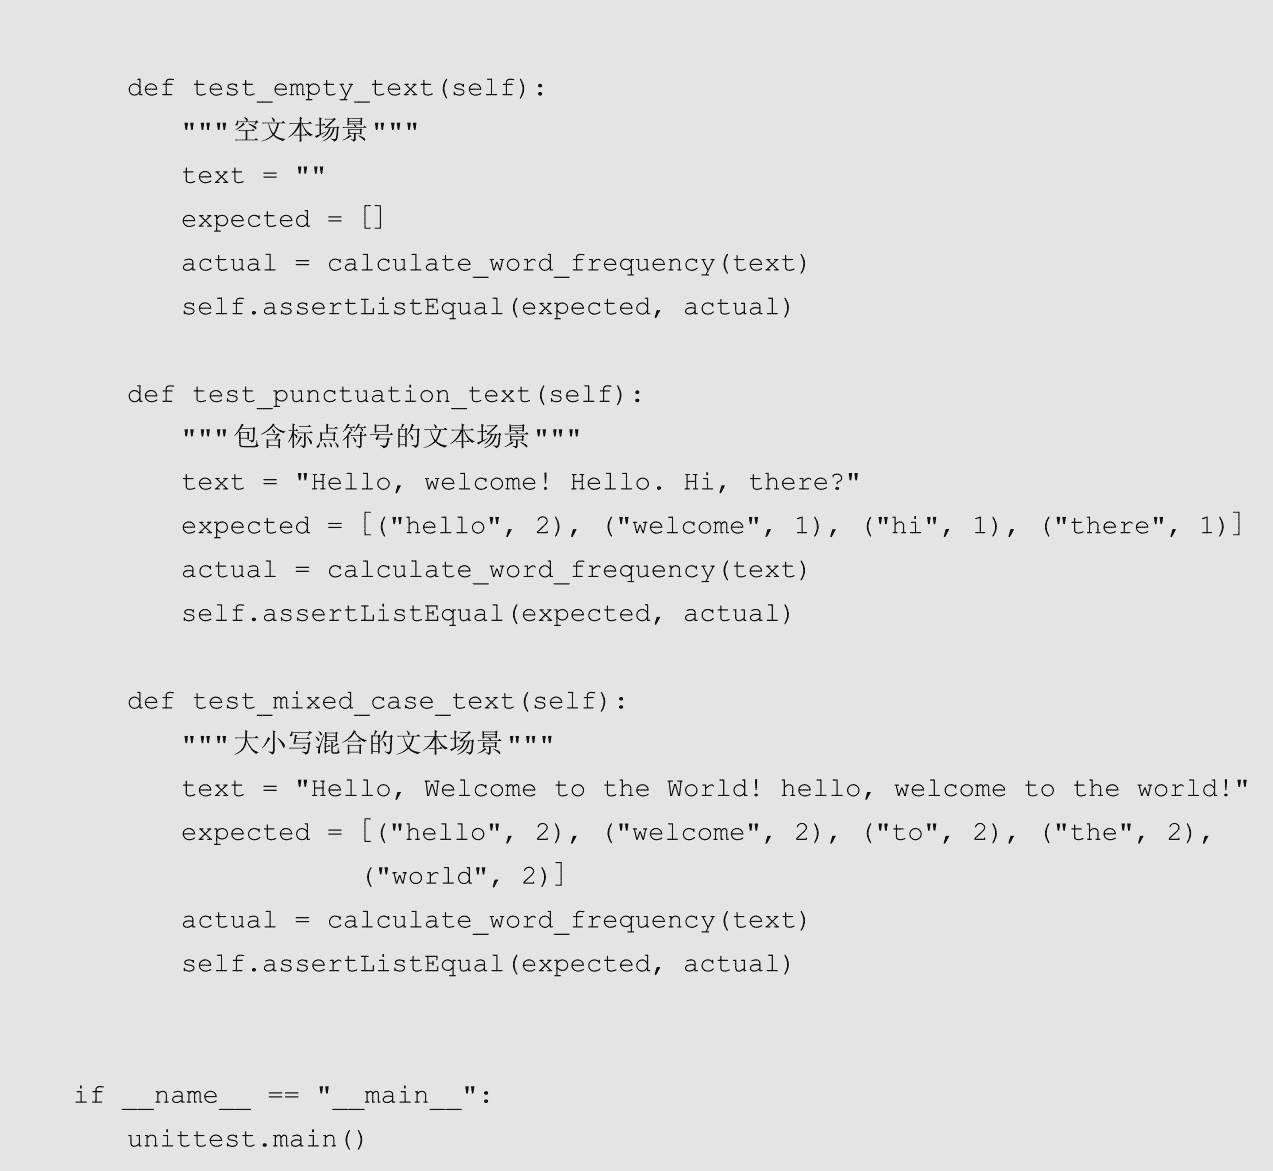 def test_empty_text(self):
"""空文本场景"""
text = ""
expected = []
actual = calculate_word_frequency(text)
self.assertListEqual(expected, actual)
def test_punctuation_text(self):
"""包含标点符号的文本场景"""
text = "Hello, welcome! Hello. Hi, there?"
expected = [("hello", 2), ("welcome", 1), ("hi", 1), ("there", 1)]
actual = calculate_word_frequency(text)
self.assertListEqual(expected, actual)
def test_mixed_case_text(self):
"""大小写混合的文本场景"""
text = "Hello, Welcome to the World! hello, welcome to the world!"
expected = [("hello", 2), ("welcome", 2), ("to", 2), ("the", 2),
("world", 2)]
actual = calculate_word_frequency(text)
self.assertListEqual(expected, actual)
if __name__ == "__main__":
unittest.main()